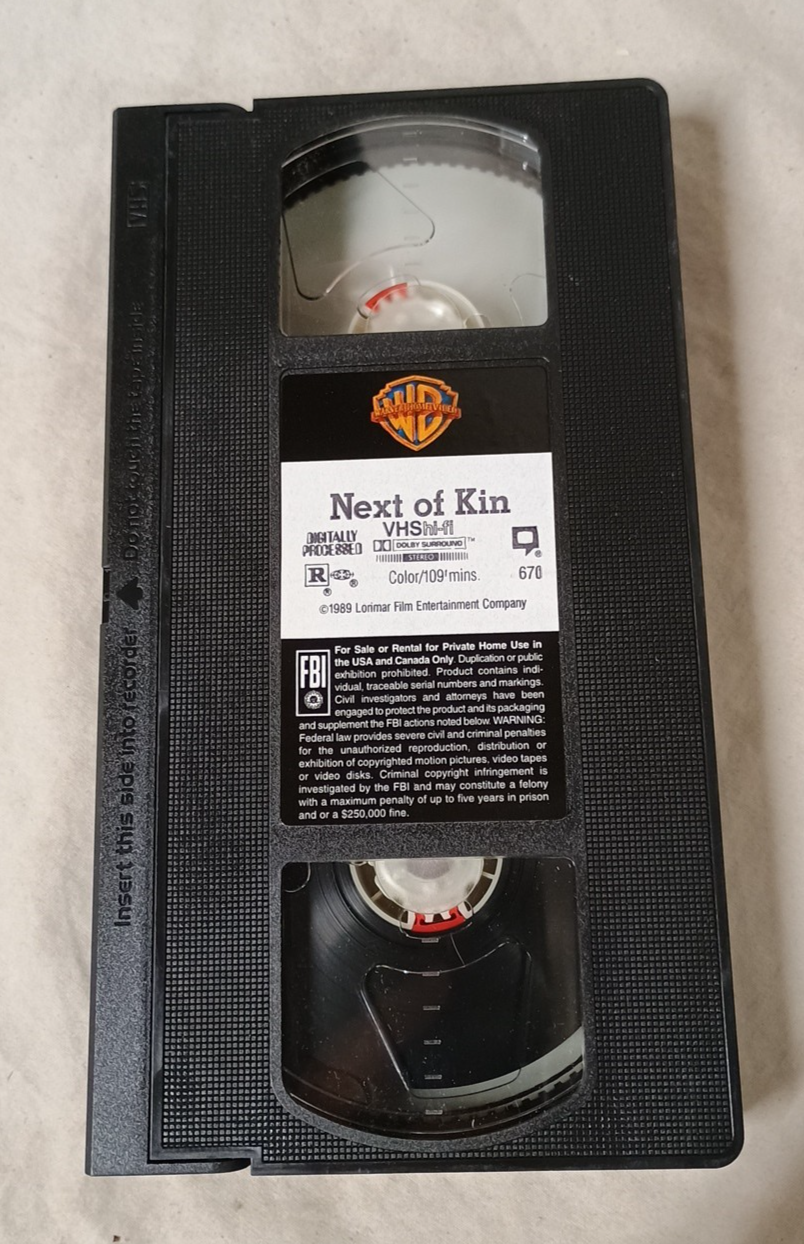 VHS
Do not touch the tape inside
Insert this side into recorder
WARNER HOME VIDEO
WB
Next of Kin
VHS hi-fi
DIGITALLY
PROCESSED
DOLBY SURROUND™
STEREO
R
®
®
®
Color/109 mins.
670
©1989 Lorimar Film Entertainment Company
FBI
For Sale or Rental for Private Home Use in
the USA and Canada Only. Duplication or public
exhibition prohibited. Product contains indi-
vidual, traceable serial numbers and markings.
Civil investigators and attorneys have been
engaged to protect the product and its packaging
and supplement the FBI actions noted below. WARNING:
Federal law provides severe civil and criminal penalties
for the unauthorized reproduction, distribution or
exhibition of copyrighted motion pictures, video tapes
or video disks. Criminal copyright infringement is
investigated by the FBI and may constitute a felony
with a maximum penalty of up to five years in prison
and or a $250,000 fine.